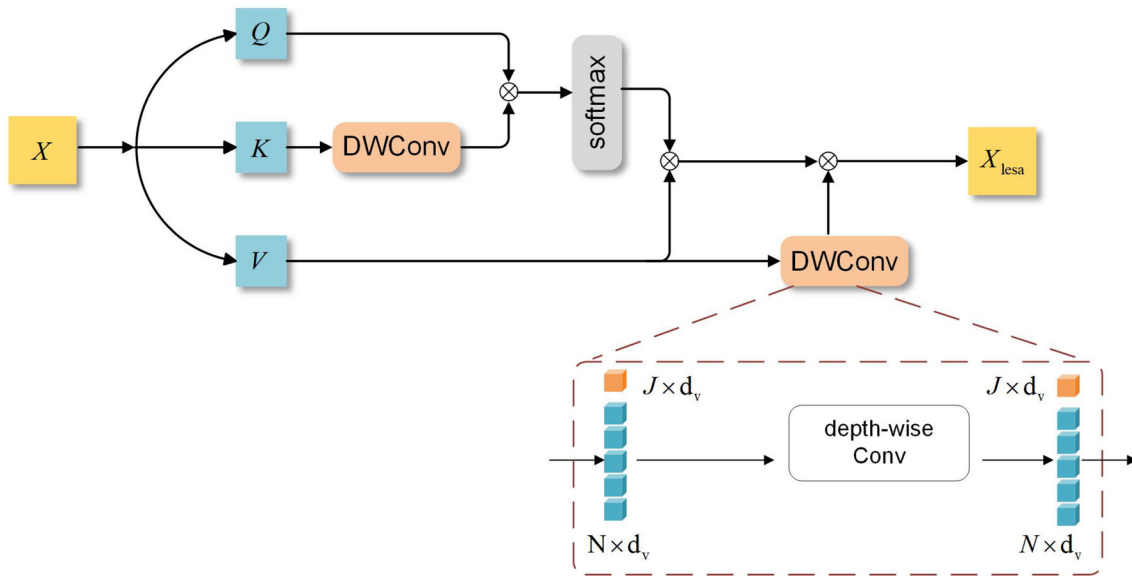 Q
X
K
DWConv
softmax
X_lesa
V
DWConv
J × d_v
J × d_v
depth-wise
Conv
N × d_v
N × d_v